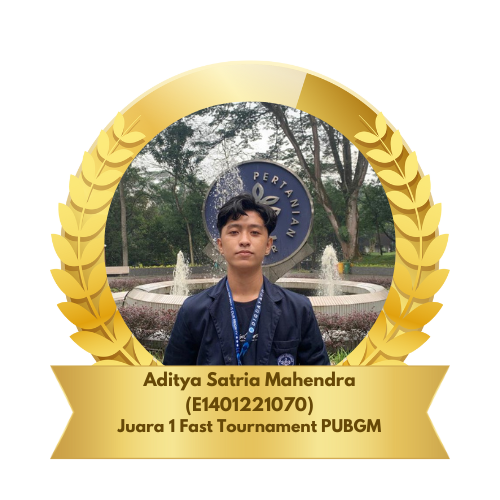 PERTANIAN
Aditya Satria Mahendra
(E1401221070)
Juara 1 Fast Tournament PUBGM